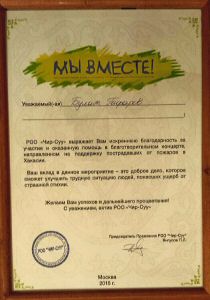 МЫ ВМЕСТЕ!
Уважаемый(-ая)
РОО «Чир-Суу» выражает Вам искреннюю благодарность за
участие и оказанную помощь в благотворительном концерте,
направленном на поддержку пострадавших от пожаров в
Хакасии.
Ваш вклад в данное мероприятие – это доброе дело, которое
сможет улучшить трудную ситуацию людей, понесших ущерб от
страшной стихии.
Желаем Вам успехов и дальнейшего процветания!
С уважением, актив РОО "Чир-Суу"
Председатель Правления РОО "Чир-Суу"
Москва
2015 г.